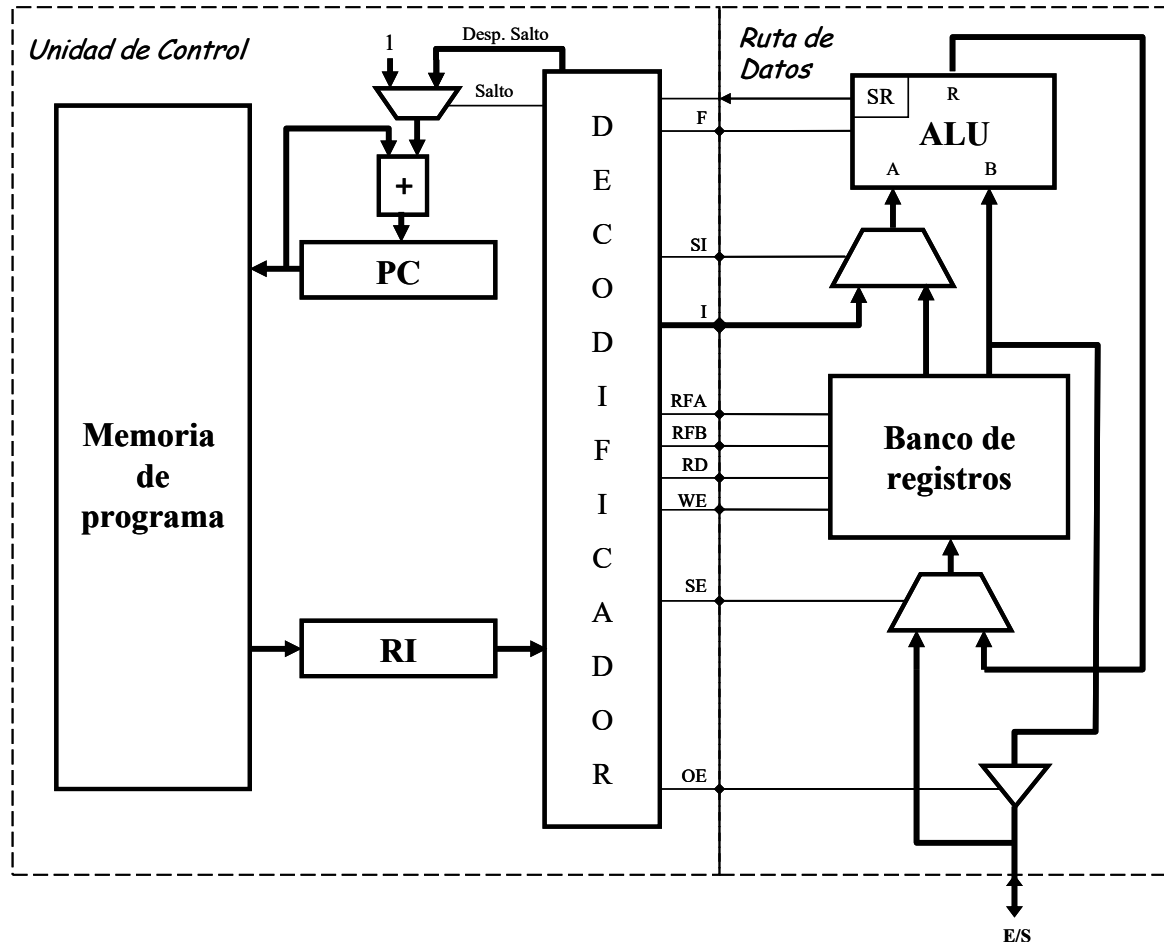 Unidad de Control
1
Desp. Salto
Salto
+
PC
Memoria
de
programa
RI
D
E
C
O
D
I
F
I
C
A
D
O
R
Ruta de
Datos
F
SI
I
RFA
RFB
RD
WE
SE
OE
SR
R
ALU
A
B
Banco de
registros
E/S